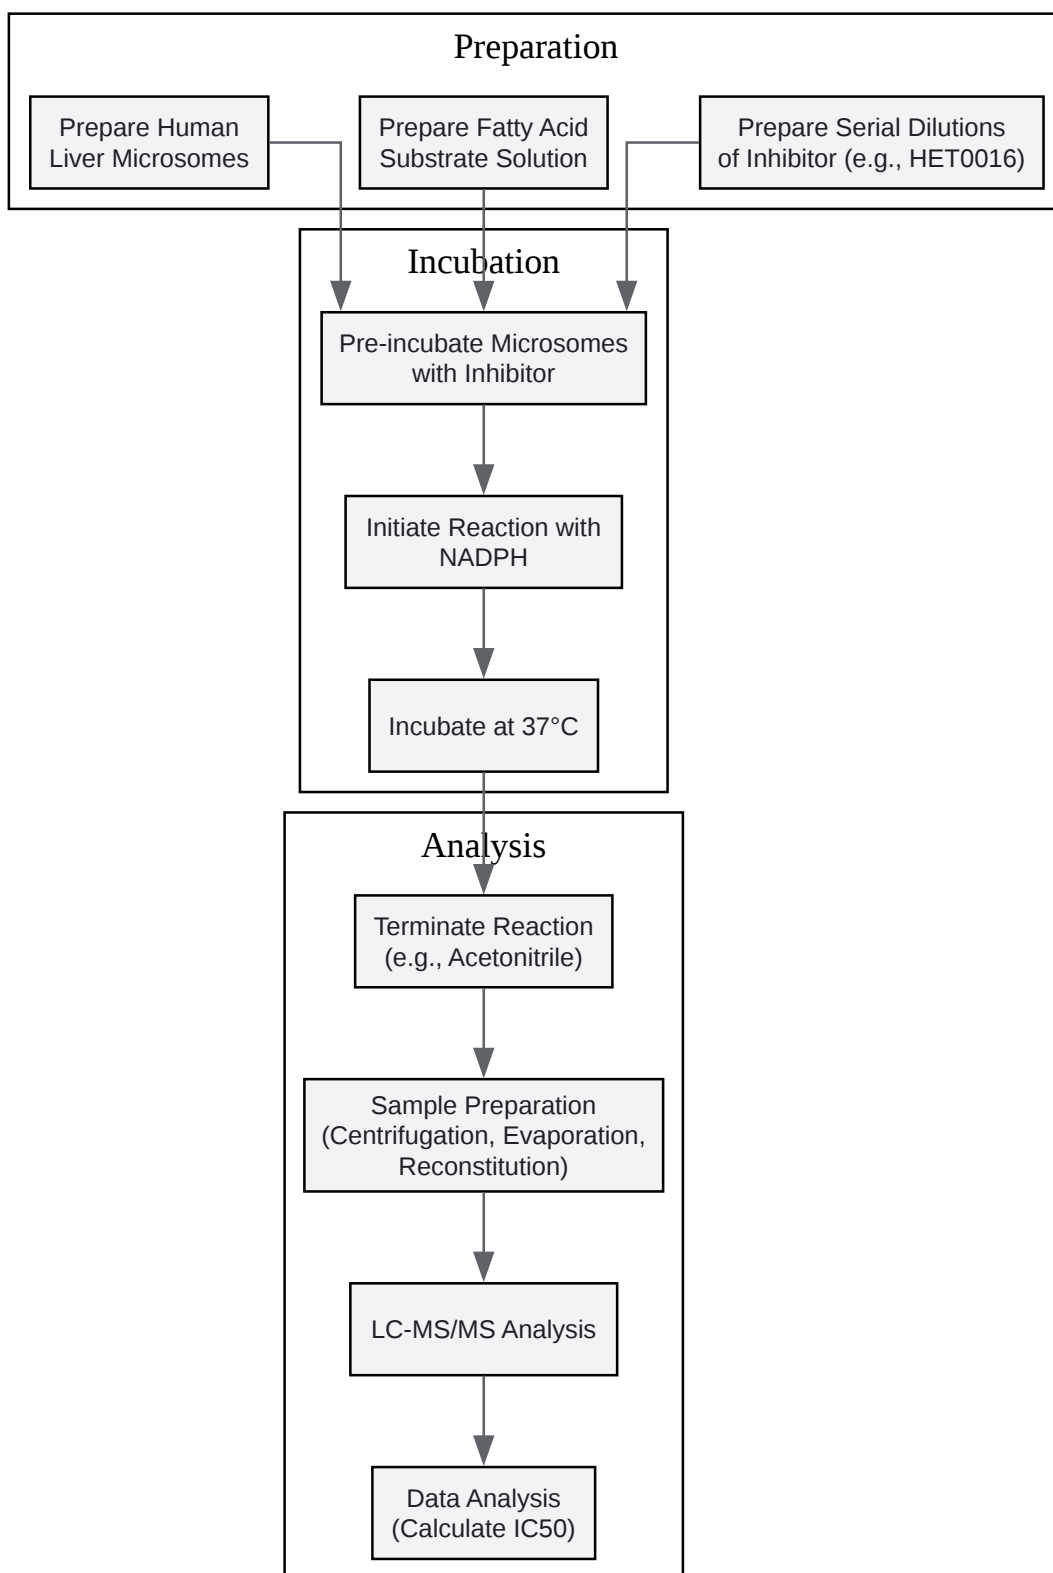 Preparation
Prepare Human
Liver Microsomes
Prepare Fatty Acid
Substrate Solution
Prepare Serial Dilutions
of Inhibitor (e.g., HET0016)
Incubation
Pre-incubate Microsomes
with Inhibitor
Initiate Reaction with
NADPH
Incubate at 37°C
Analysis
Terminate Reaction
(e.g., Acetonitrile)
Sample Preparation
(Centrifugation, Evaporation,
Reconstitution)
LC-MS/MS Analysis
Data Analysis
(Calculate IC50)